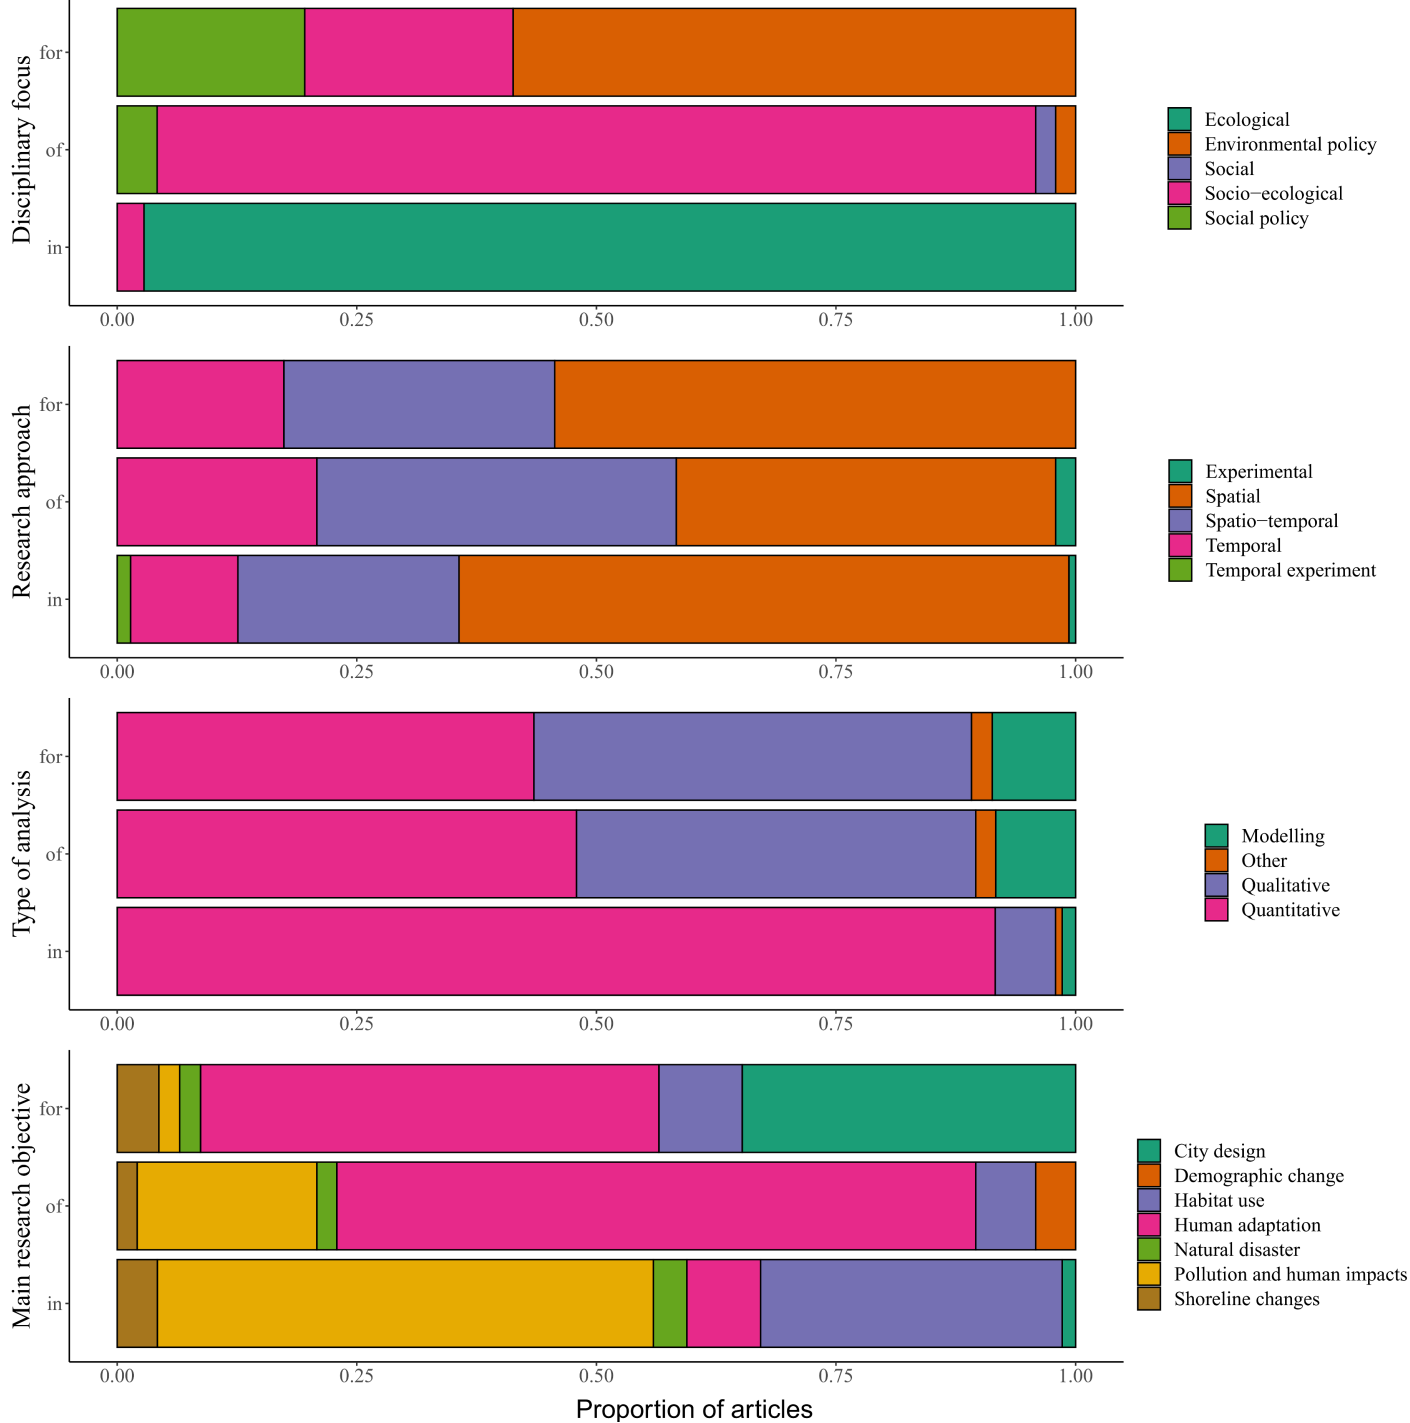 Disciplinary focus
for
of
in
0.00 0.25 0.50 0.75 1.00
Ecological
Environmental policy
Social
Socio−ecological
Social policy
Research approach
for
of
in
0.00 0.25 0.50 0.75 1.00
Experimental
Spatial
Spatio−temporal
Temporal
Temporal experiment
Type of analysis
for
of
in
0.00 0.25 0.50 0.75 1.00
Modelling
Other
Qualitative
Quantitative
Main research objective
for
of
in
0.00 0.25 0.50 0.75 1.00
City design
Demographic change
Habitat use
Human adaptation
Natural disaster
Pollution and human impacts
Shoreline changes
Proportion of articles